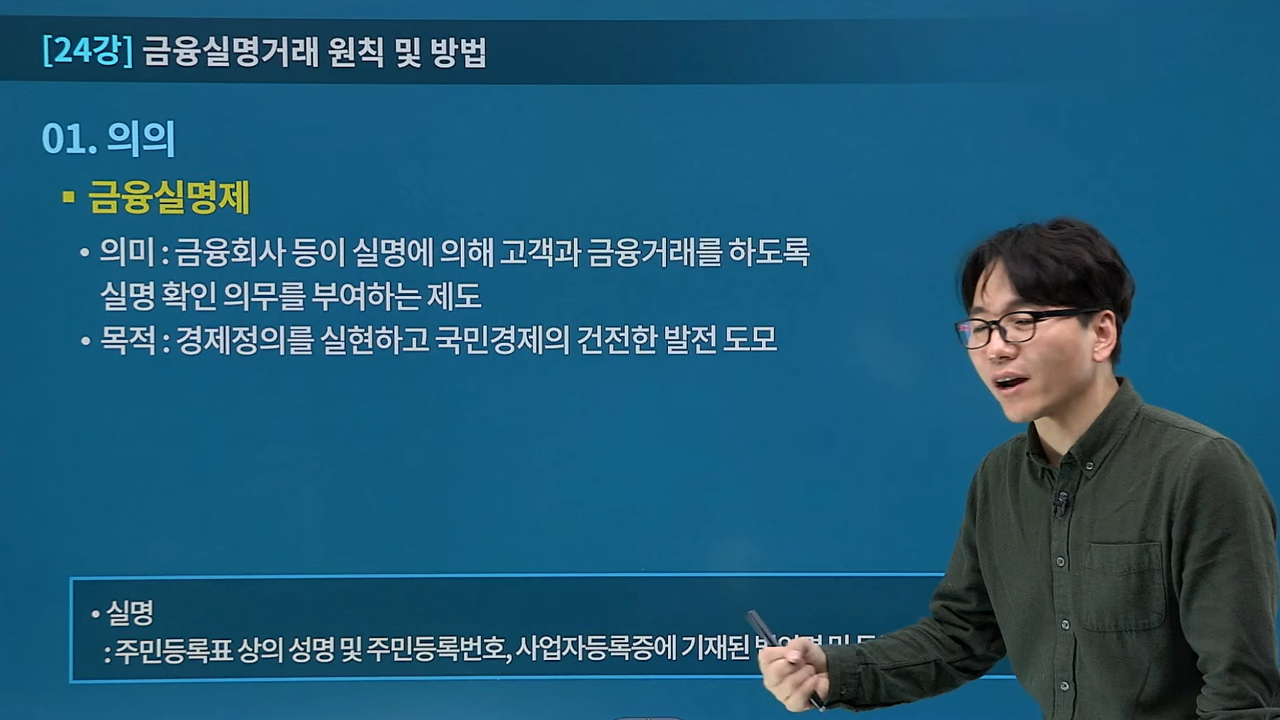 [24강] 금융실명거래 원칙 및 방법
01. 의의
▪ 금융실명제
• 의미 : 금융회사 등이 실명에 의해 고객과 금융거래를 하도록
실명 확인 의무를 부여하는 제도
• 목적 : 경제정의를 실현하고 국민경제의 건전한 발전 도모
• 실명
: 주민등록표 상의 성명 및 주민등록번호, 사업자등록증에 기재된